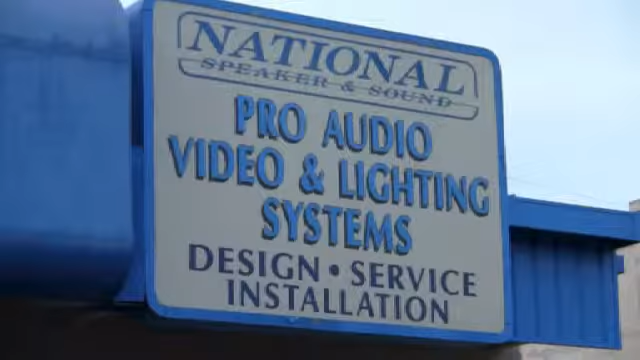 NATIONAL
SPEAKER & SOUND
PRO AUDIO
VIDEO & LIGHTING
SYSTEMS
DESIGN • SERVICE
INSTALLATION